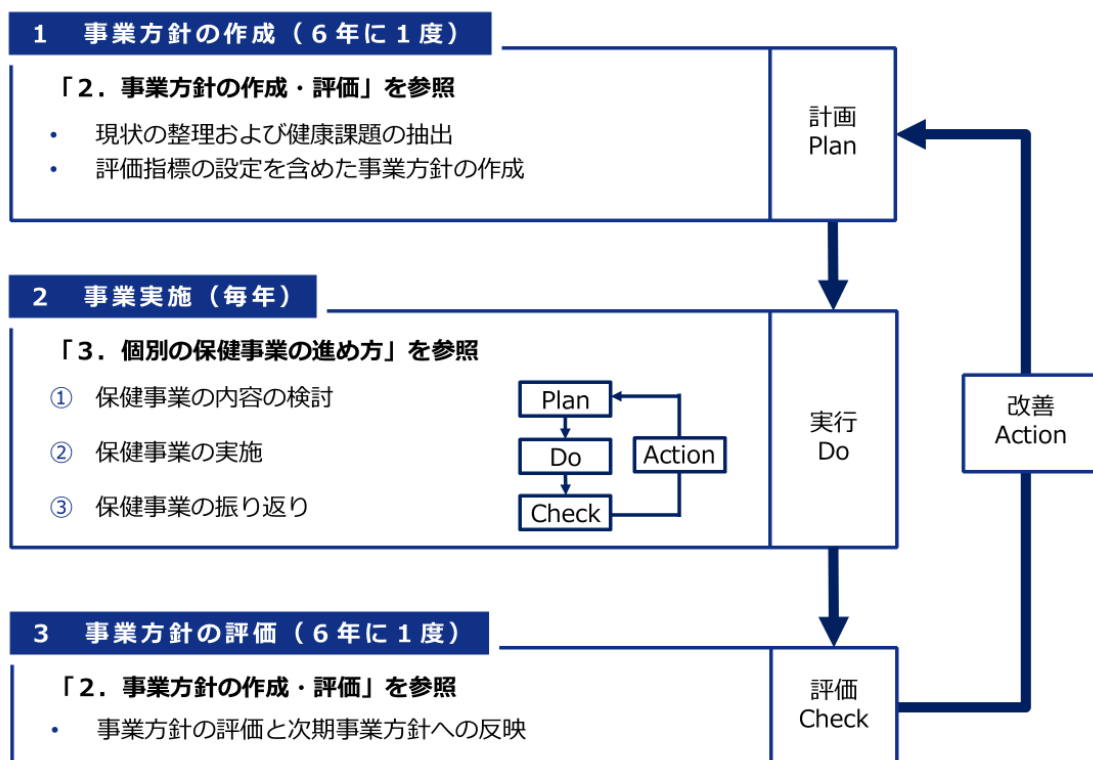 1 事業方針の作成（6年に1度）
「2．事業方針の作成・評価」を参照
• 現状の整理および健康課題の抽出
• 評価指標の設定を含めた事業方針の作成
計画
Plan
2 事業実施（毎年）
「3．個別の保健事業の進め方」を参照
① 保健事業の内容の検討
② 保健事業の実施
③ 保健事業の振り返り
Plan
Do
Check
Action
実行
Do
改善
Action
3 事業方針の評価（6年に1度）
「2．事業方針の作成・評価」を参照
• 事業方針の評価と次期事業方針への反映
評価
Check